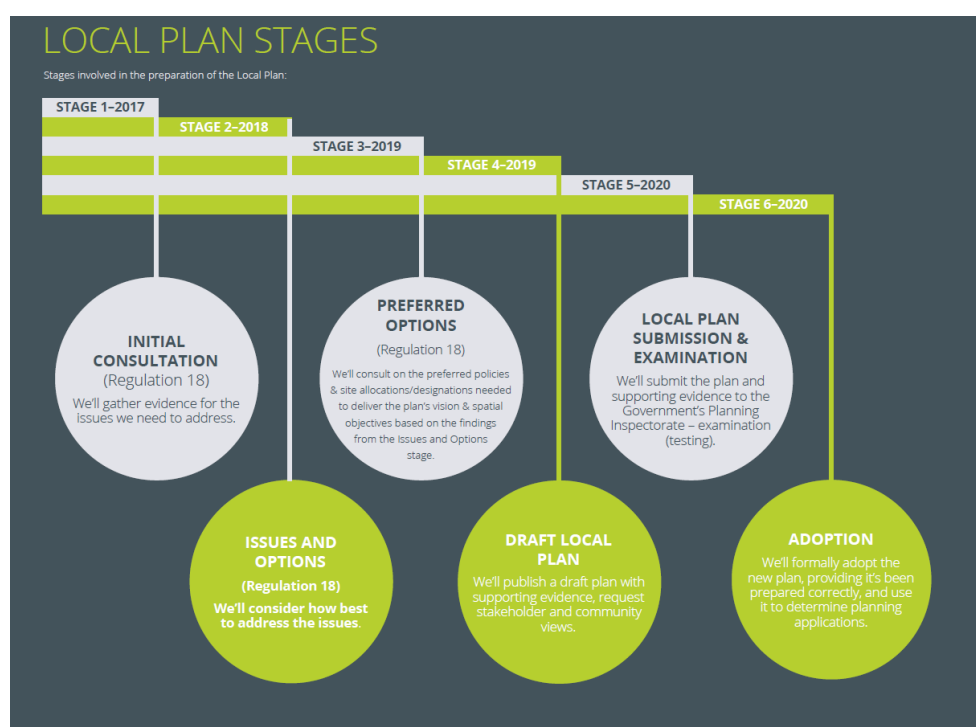 LOCAL PLAN STAGES
Stages involved in the preparation of the Local Plan:
STAGE 1–2017
STAGE 2–2018
STAGE 3–2019
STAGE 4–2019
STAGE 5–2020
STAGE 6–2020
INITIAL
CONSULTATION
(Regulation 18)
We'll gather evidence for the
issues we need to address.
ISSUES AND
OPTIONS
(Regulation 18)
We'll consider how best
to address the issues.
PREFERRED
OPTIONS
(Regulation 18)
We'll consult on the preferred policies
& site allocations/designations needed
to deliver the plan's vision & spatial
objectives based on the findings
from the Issues and Options
stage.
DRAFT LOCAL
PLAN
We'll publish a draft plan with
supporting evidence, request
stakeholder and community
views.
LOCAL PLAN
SUBMISSION &
EXAMINATION
We'll submit the plan and
supporting evidence to the
Government's Planning
Inspectorate – examination
(testing).
ADOPTION
We'll formally adopt the
new plan, providing it's been
prepared correctly, and use
it to determine planning
applications.